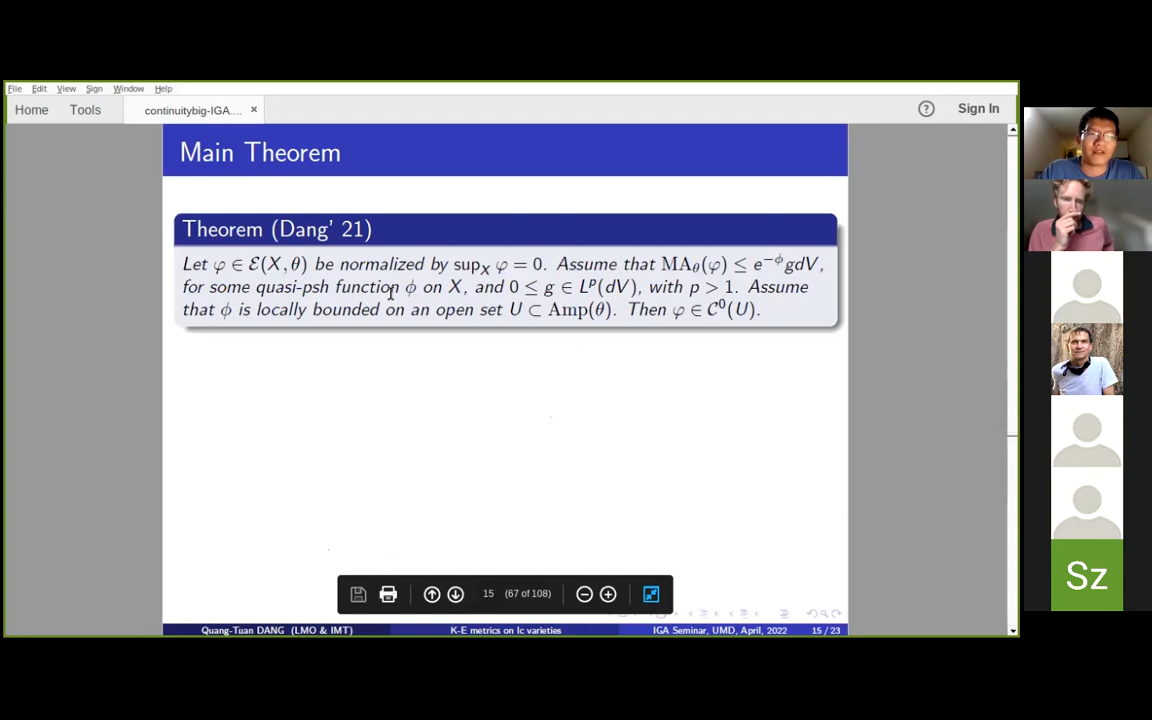 File Edit View Sign Window Help
Home Tools continuitybig-IGA.... × ? Sign In
Main Theorem
Theorem (Dang' 21)
Let φ ∈ ℰ(X, θ) be normalized by sup_X φ = 0. Assume that MA_θ(φ) ≤ e^{−ϕ}gdV,
for some quasi-psh function ϕ on X, and 0 ≤ g ∈ L^p(dV), with p > 1. Assume
that ϕ is locally bounded on an open set U ⊂ Amp(θ). Then φ ∈ 𝒞^0(U).
15 (67 of 108)
Quang-Tuan DANG (LMO & IMT) K-E metrics on lc varieties IGA Seminar, UMD, April, 2022 15 / 23
Sz